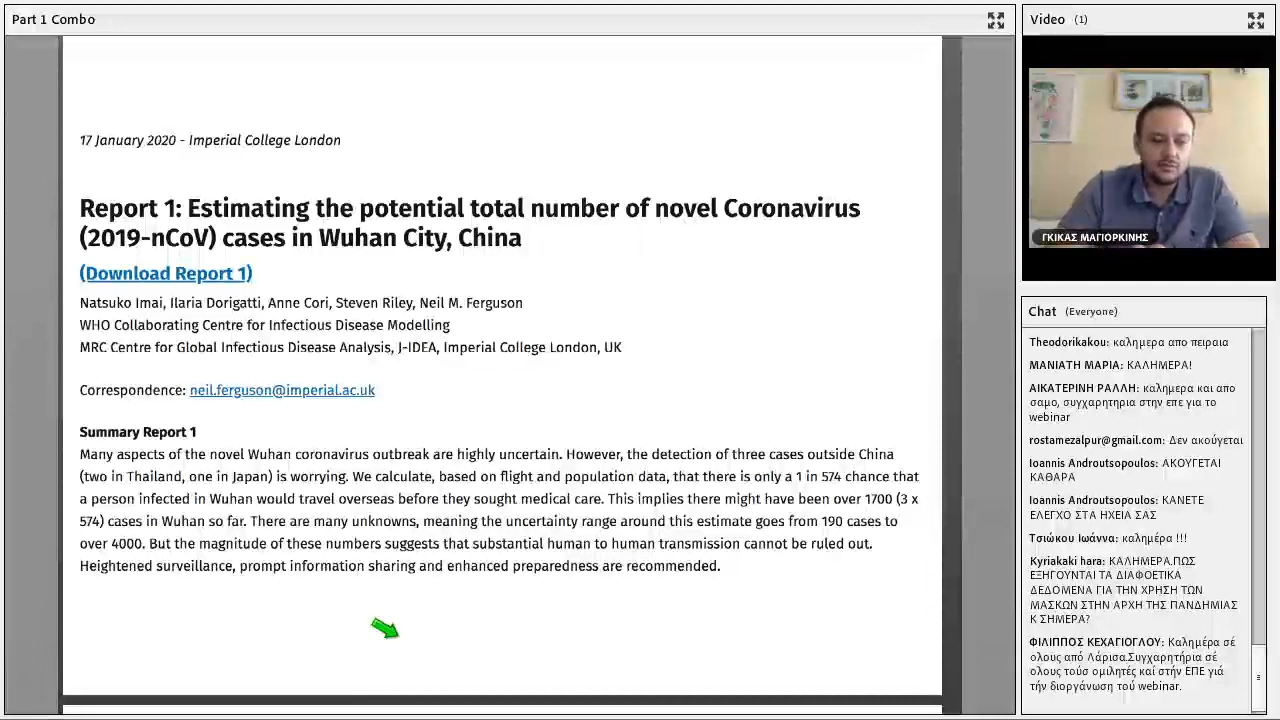 Part 1 Combo
17 January 2020 - Imperial College London
Report 1: Estimating the potential total number of novel Coronavirus
(2019-nCoV) cases in Wuhan City, China
(Download Report 1)
Natsuko Imai, Ilaria Dorigatti, Anne Cori, Steven Riley, Neil M. Ferguson
WHO Collaborating Centre for Infectious Disease Modelling
MRC Centre for Global Infectious Disease Analysis, J-IDEA, Imperial College London, UK
Correspondence: neil.ferguson@imperial.ac.uk
Summary Report 1
Many aspects of the novel Wuhan coronavirus outbreak are highly uncertain. However, the detection of three cases outside China
(two in Thailand, one in Japan) is worrying. We calculate, based on flight and population data, that there is only a 1 in 574 chance that
a person infected in Wuhan would travel overseas before they sought medical care. This implies there might have been over 1700 (3 x
574) cases in Wuhan so far. There are many unknowns, meaning the uncertainty range around this estimate goes from 190 cases to
over 4000. But the magnitude of these numbers suggests that substantial human to human transmission cannot be ruled out.
Heightened surveillance, prompt information sharing and enhanced preparedness are recommended.
Video (1)
ΓΚΙΚΑΣ ΜΑΓΙΟΡΚΙΝΗΣ
Chat (Everyone)
Theodorikakou: καλημερα απο πειραια
ΜΑΝΙΑΤΗ ΜΑΡΙΑ: ΚΑΛΗΜΕΡΑ!
ΑΙΚΑΤΕΡΙΝΗ ΡΑΛΛΗ: καλημερα και απο
σαμο, συγχαρητηρια στην επε για το
webinar
rostamezalpur@gmail.com: Δεν ακούγεται
Ioannis Androutsopoulos: ΑΚΟΥΓΕΤΑΙ
ΚΑΘΑΡΑ
Ioannis Androutsopoulos: ΚΑΝΕΤΕ
ΕΛΕΓΧΟ ΣΤΑ ΗΧΕΙΑ ΣΑΣ
Τσιώκου Ιωάννα: καλημέρα !!!
Kyriakaki hara: ΚΑΛΗΜΕΡΑ.ΠΩΣ
ΕΞΗΓΟΥΝΤΑΙ ΤΑ ΔΙΑΦΟΕΤΙΚΑ
ΔΕΔΟΜΕΝΑ ΓΙΑ ΤΗΝ ΧΡΗΣΗ ΤΩΝ
ΜΑΣΚΩΝ ΣΤΗΝ ΑΡΧΗ ΤΗΣ ΠΑΝΔΗΜΙΑΣ
Κ ΣΗΜΕΡΑ?
ΦΙΛΙΠΠΟΣ ΚΕΧΑΓΙΟΓΛΟΥ: Καλημέρα σέ
ολους από Λάρισα.Συγχαρητήρια σέ
ολους τούσ ομιλητές καί στήν ΕΠΕ γιά
τήν διοργάνωση τού webinar.